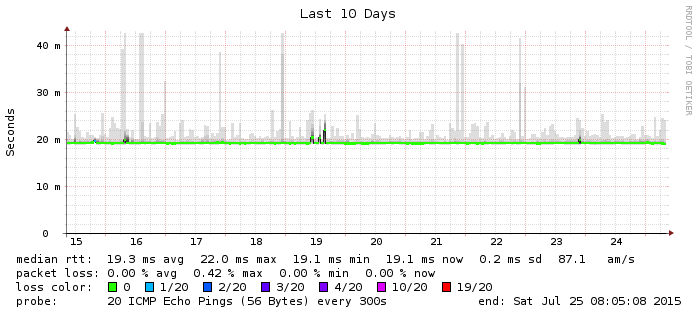 Last 10 Days
RRDTOOL / TOBI OETIKER
Seconds
40 m
30 m
20 m
10 m
0
15 16 17 18 19 20 21 22 23 24
median rtt: 19.3 ms avg 22.0 ms max 19.1 ms min 19.1 ms now 0.2 ms sd 87.1 am/s
packet loss: 0.00 % avg 0.42 % max 0.00 % min 0.00 % now
loss color: 0 1/20 2/20 3/20 4/20 10/20 19/20
probe: 20 ICMP Echo Pings (56 Bytes) every 300s end: Sat Jul 25 08:05:08 2015